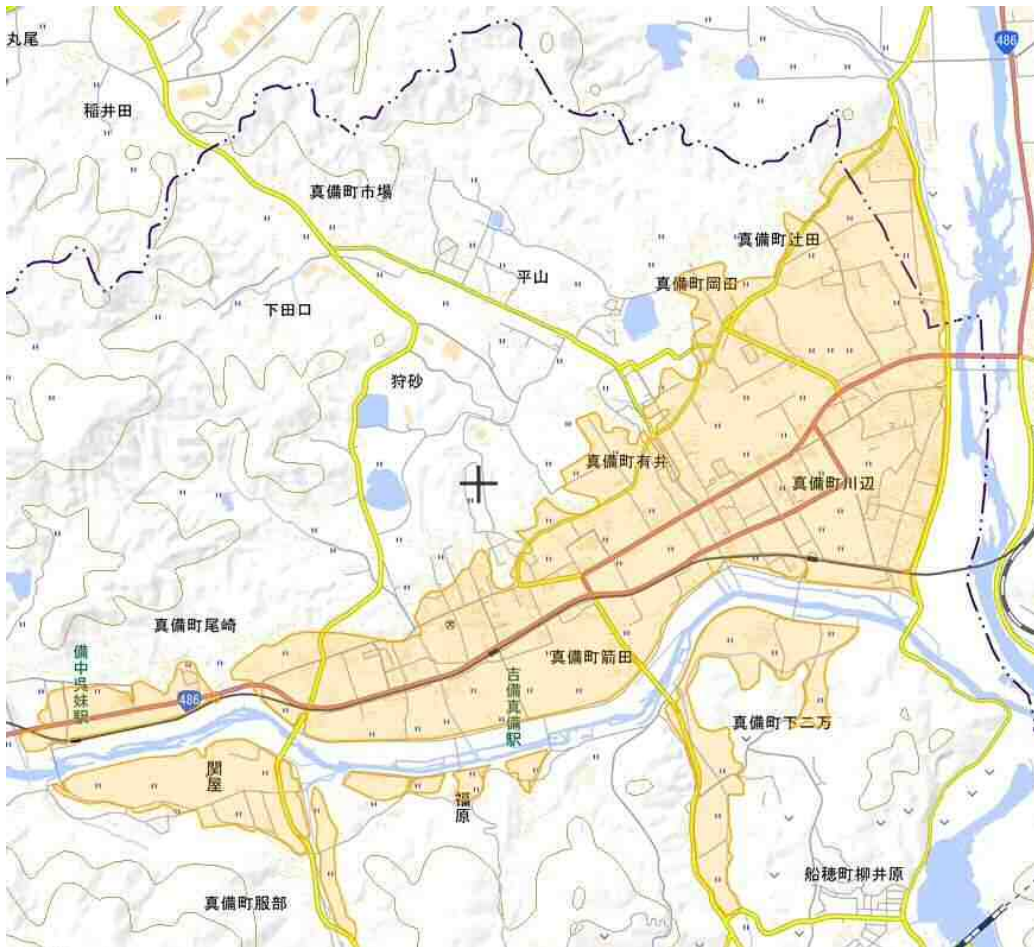 丸尾
486
稲井田
真備町市場
真備町辻田
平山
真備町岡田
下田口
狩砂
真備町有井
真備町川辺
真備町尾崎
備中呉妹駅
486
吉備真備駅
真備町箭田
真備町下二万
関屋
福原
船穂町柳井原
真備町服部